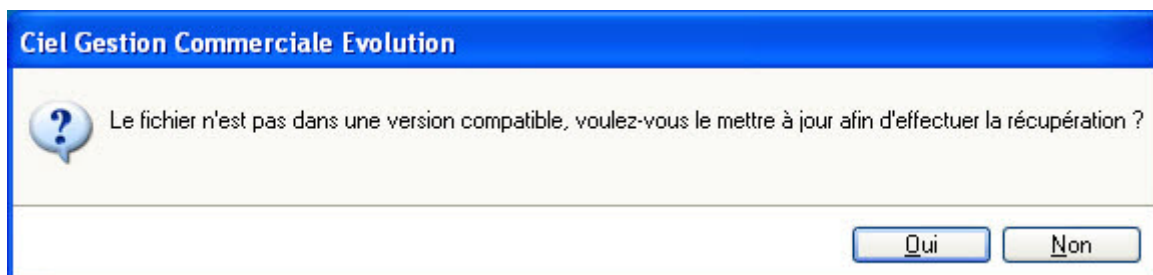 Ciel Gestion Commerciale Evolution
Le fichier n'est pas dans une version compatible, voulez-vous le mettre à jour afin d'effectuer la récupération ?
Oui Non